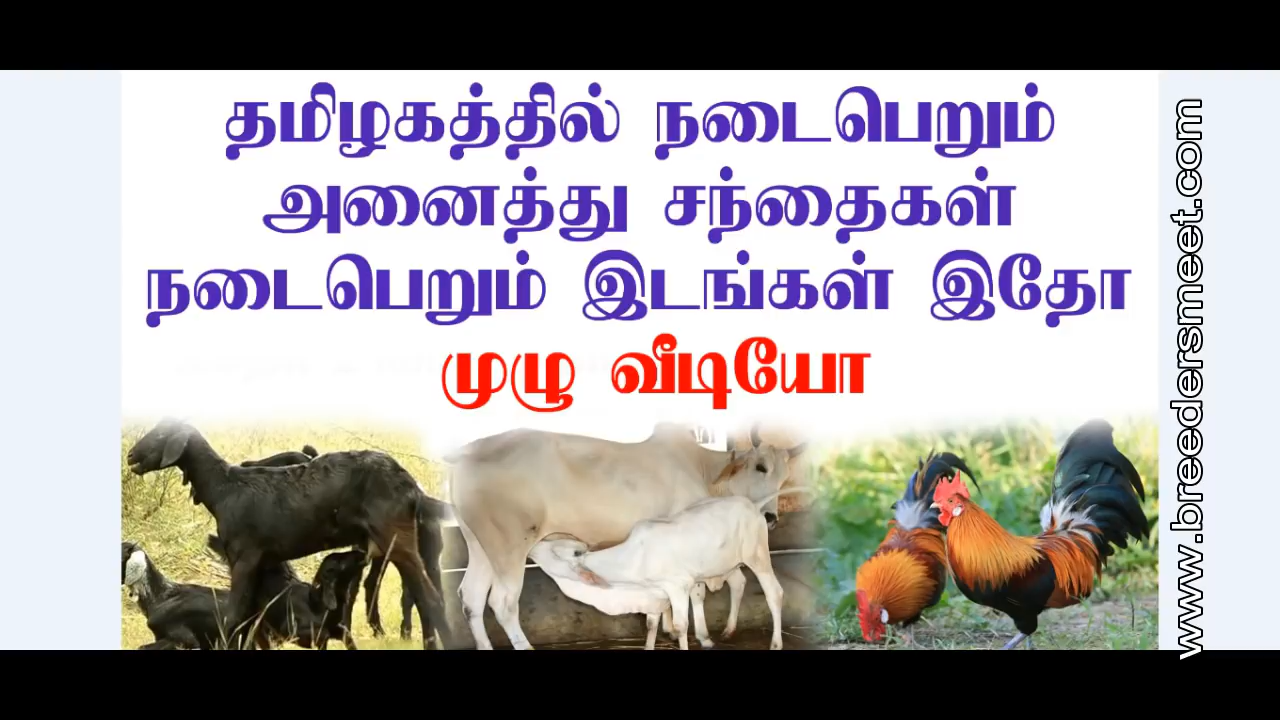 தமிழகத்தில் நடைபெறும்
அனைத்து சந்தைகள்
நடைபெறும் இடங்கள் இதோ
முழு வீடியோ
www.breedersmeet.com